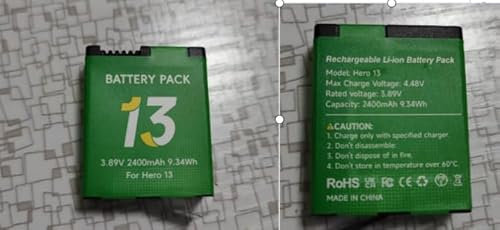 BATTERY PACK
13
3.89V 2400mAh 9.34Wh
For Hero 13
Rechargeable Li-ion Battery Pack
Model: Hero 13
Max Charge Voltage: 4.48V
Rated voltage: 3.89V
Capacity: 2400mAh 9.34Wh
⚠CAUTION:
1. Charge only with specified charger.
2. Don't disassemble.
3. Don't dispose of in fire.
4. Don't store in temperature over 60°C.
RoHS FC CE
MADE IN CHINA